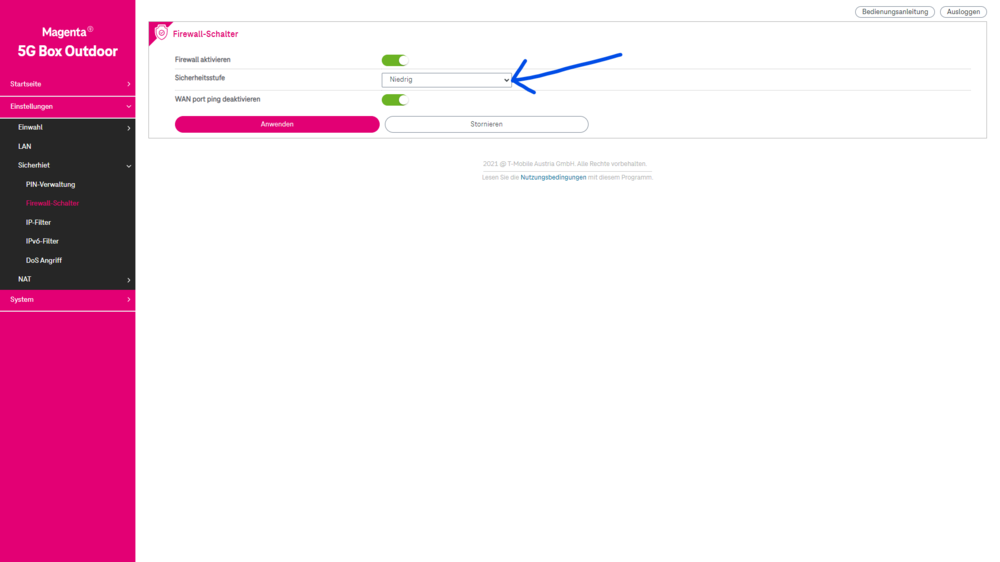 Bedienungsanleitung Ausloggen
Magenta®
5G Box Outdoor
Startseite
Einstellungen
Einwahl
LAN
Sicherhiet
PIN-Verwaltung
Firewall-Schalter
IP-Filter
IPv6-Filter
DoS Angriff
NAT
System
Firewall-Schalter
Firewall aktivieren
Sicherheitsstufe Niedrig
WAN port ping deaktivieren
Anwenden Stornieren
2021 @ T-Mobile Austria GmbH: Alle Rechte vorbehalten.
Lesen Sie die Nutzungsbedingungen mit diesem Programm.